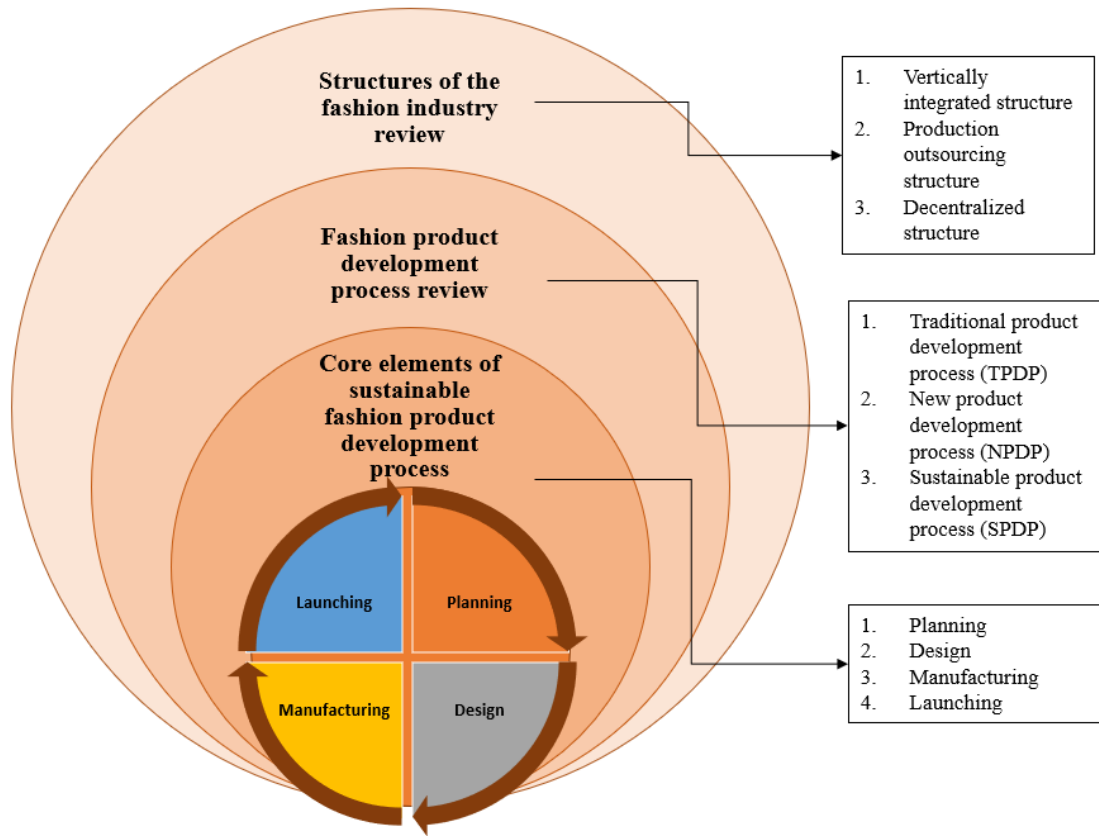 Structures of the
fashion industry
review
1. Vertically
integrated structure
2. Production
outsourcing
structure
3. Decentralized
structure
Fashion product
development
process review
1. Traditional product
development
process (TPDP)
2. New product
development
process (NPDP)
3. Sustainable product
development
process (SPDP)
Core elements of
sustainable
fashion product
development
process
1. Planning
2. Design
3. Manufacturing
4. Launching
Launching
Planning
Manufacturing
Design